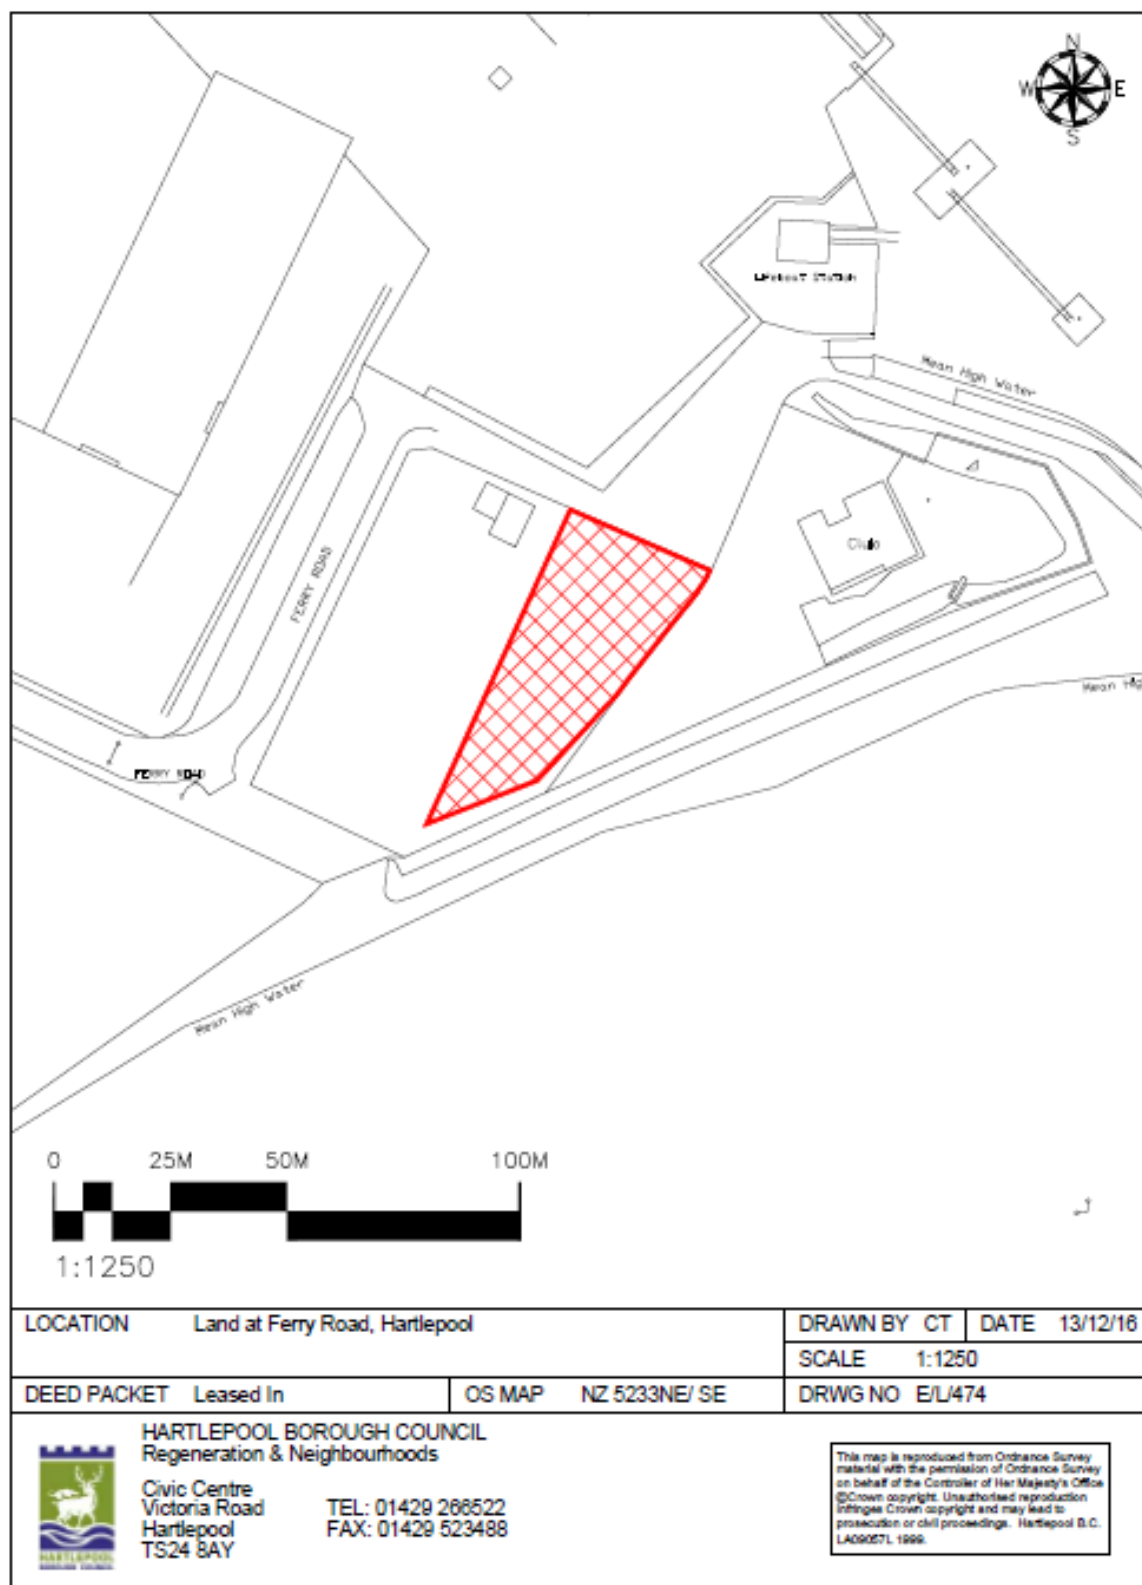 N
W E
S
LIFEBOAT STATION
Mean High Water
Club
FERRY ROAD
Mean Hig
FERRY ROAD
Mean High Water
0 25M 50M 100M
1:1250
LOCATION Land at Ferry Road, Hartlepool
DRAWN BY CT DATE 13/12/16
SCALE 1:1250
DEED PACKET Leased In OS MAP NZ 5233NE/ SE DRWG NO E/L/474
HARTLEPOOL BOROUGH COUNCIL
Regeneration & Neighbourhoods
Civic Centre
Victoria Road TEL: 01429 266522
Hartlepool FAX: 01429 523488
TS24 8AY
HARTLEPOOL
BOROUGH COUNCIL
This map is reproduced from Ordnance Survey
material with the permission of Ordnance Survey
on behalf of the Controller of Her Majesty's Office
©Crown copyright. Unauthorised reproduction
infringes Crown copyright and may lead to
prosecution or civil proceedings. Hartlepool B.C.
LA09057L 1999.